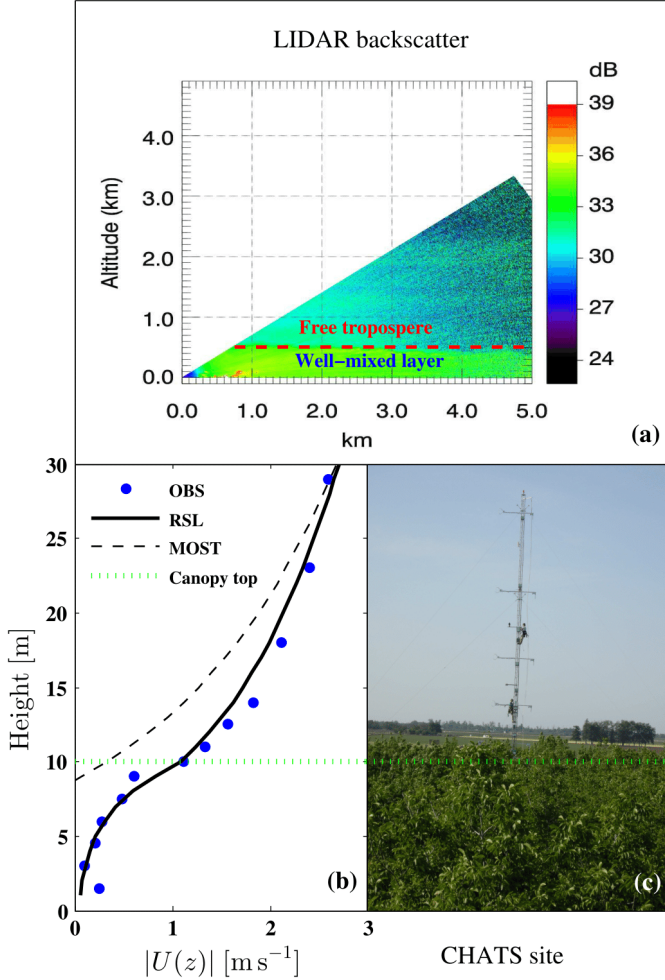 LIDAR backscatter
dB
39
36
33
30
27
24
Altitude (km)
4.0
3.0
2.0
1.0
0.0
Free tropospere
Well-mixed layer
0.0 1.0 2.0 3.0 4.0 5.0
km
(a)
Height [m]
30
25
20
15
10
5
0
OBS
RSL
MOST
Canopy top
(b)
0 1 2 3
|U(z)| [m s⁻¹]
(c)
CHATS site